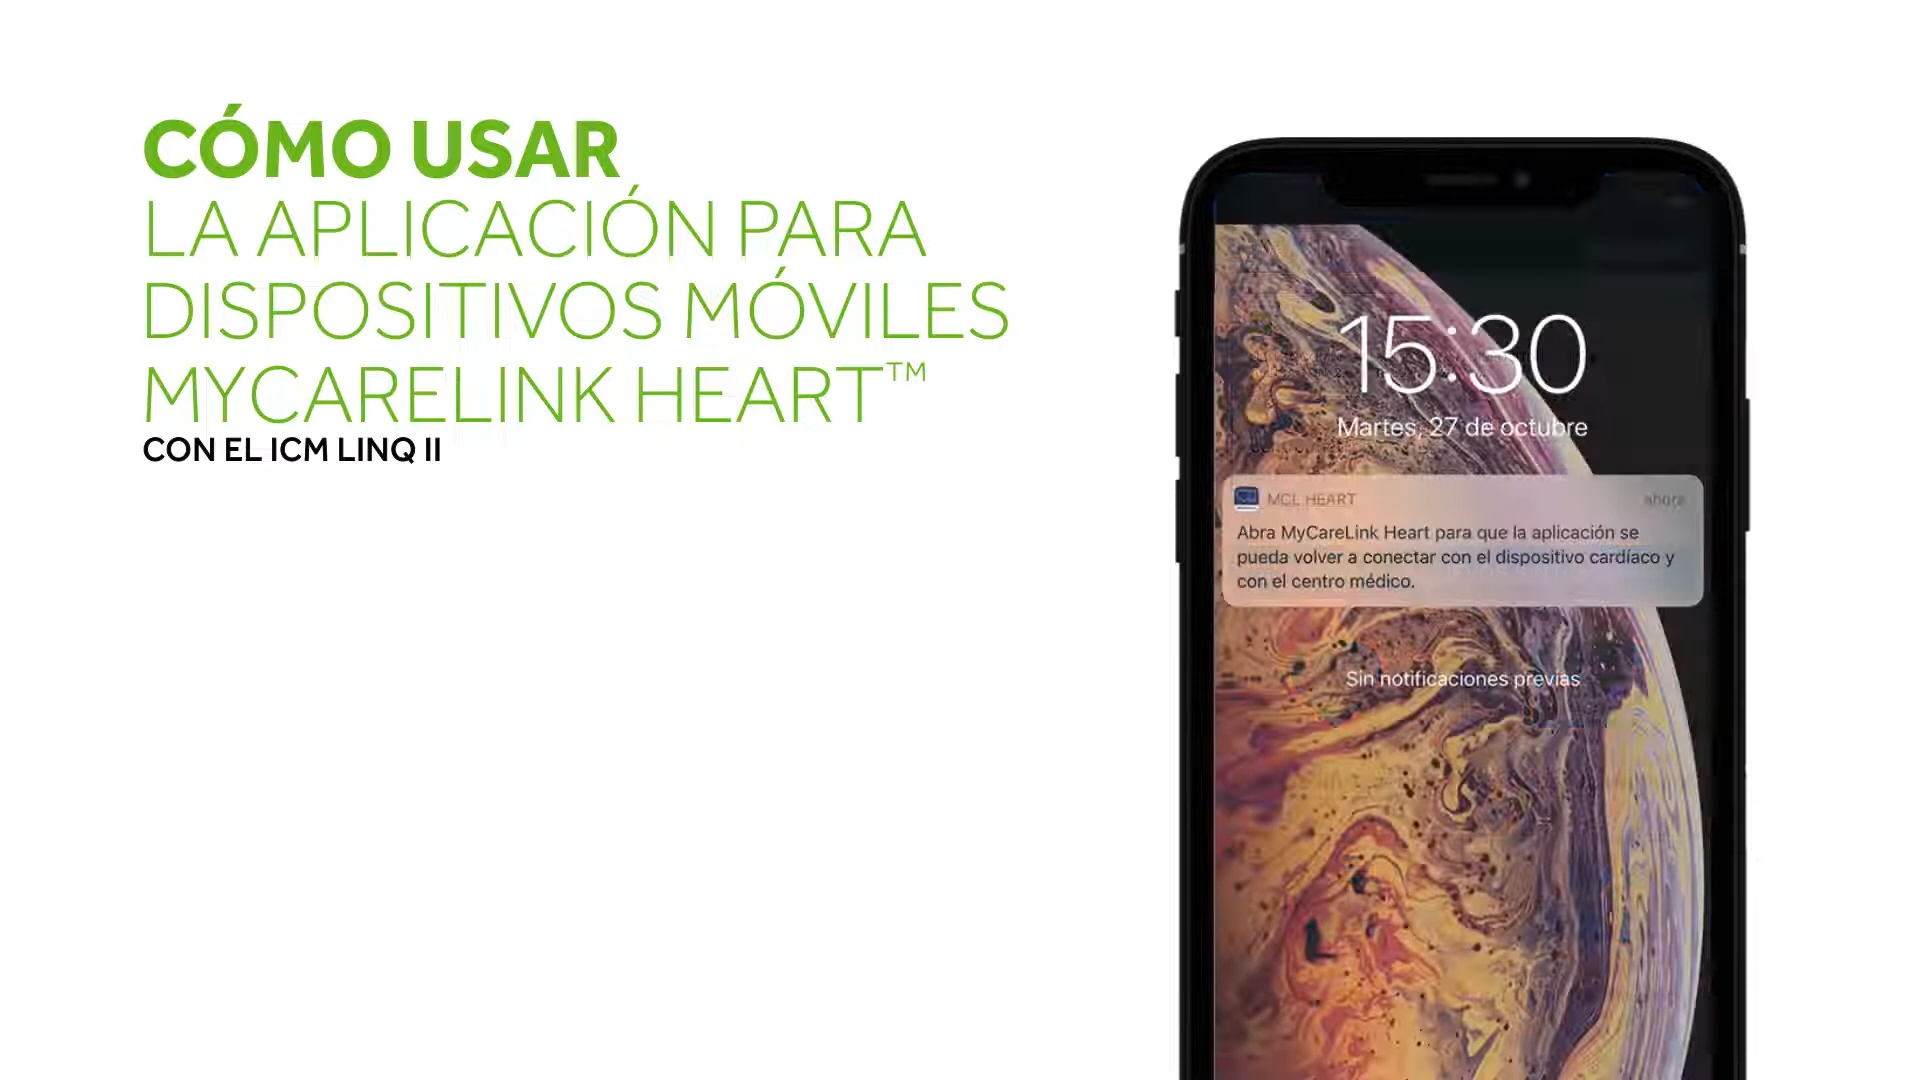 CÓMO USAR
LA APLICACIÓN PARA
DISPOSITIVOS MÓVILES
MYCARELINK HEART™
CON EL ICM LINQ II
15:30
Martes, 27 de octubre
MCL HEART ahora
Abra MyCareLink Heart para que la aplicación se
pueda volver a conectar con el dispositivo cardíaco y
con el centro médico.
Sin notificaciones previas